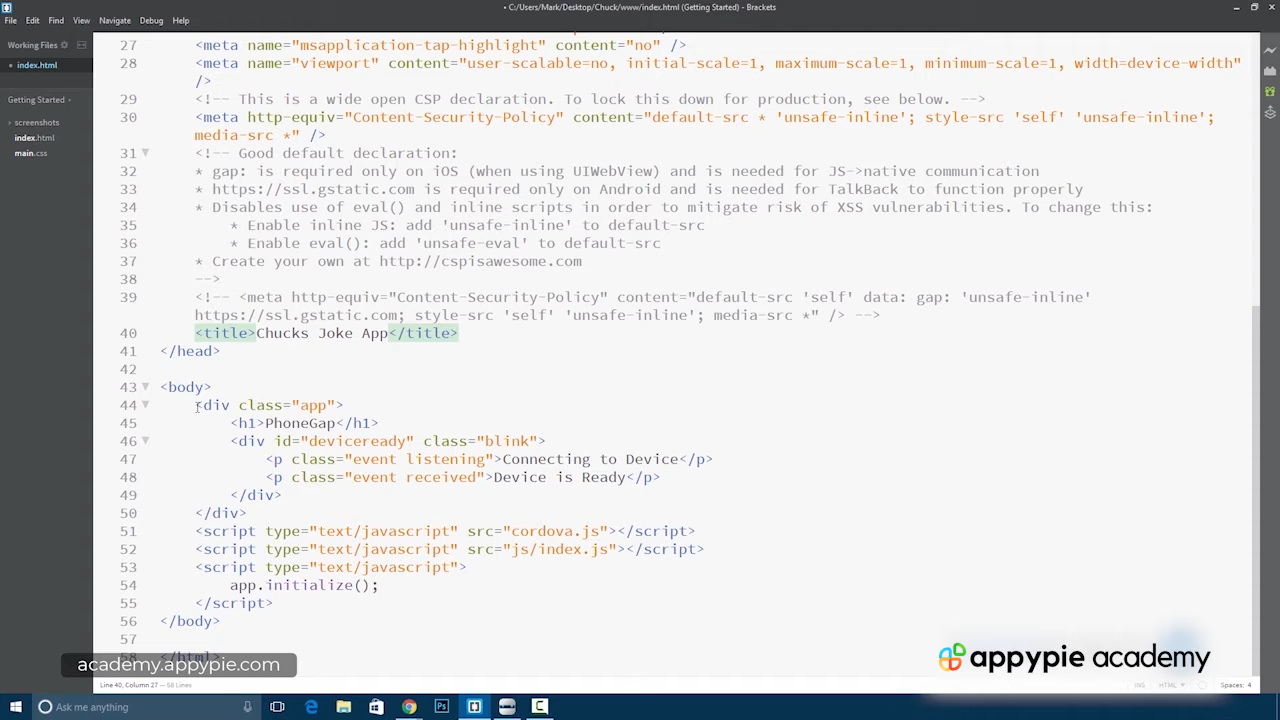 C:/Users/Mark/Desktop/Chuck/www/index.html (Getting Started) - Brackets
File Edit Find View Navigate Debug Help
Working Files
index.html
Getting Started
screenshots
index.html
main.css
27 <meta name="msapplication-tap-highlight" content="no" />
28 <meta name="viewport" content="user-scalable=no, initial-scale=1, maximum-scale=1, minimum-scale=1, width=device-width"
/>
29 <!-- This is a wide open CSP declaration. To lock this down for production, see below. -->
30 <meta http-equiv="Content-Security-Policy" content="default-src * 'unsafe-inline'; style-src 'self' 'unsafe-inline';
media-src *" />
31 <!-- Good default declaration:
32 * gap: is required only on iOS (when using UIWebView) and is needed for JS->native communication
33 * https://ssl.gstatic.com is required only on Android and is needed for TalkBack to function properly
34 * Disables use of eval() and inline scripts in order to mitigate risk of XSS vulnerabilities. To change this:
35 * Enable inline JS: add 'unsafe-inline' to default-src
36 * Enable eval(): add 'unsafe-eval' to default-src
37 * Create your own at http://cspisawesome.com
38 -->
39 <!-- <meta http-equiv="Content-Security-Policy" content="default-src 'self' data: gap: 'unsafe-inline'
https://ssl.gstatic.com; style-src 'self' 'unsafe-inline'; media-src *" /> -->
40 <title>Chucks Joke App</title>
41 </head>
42
43 <body>
44 <div class="app">
45 <h1>PhoneGap</h1>
46 <div id="deviceready" class="blink">
47 <p class="event listening">Connecting to Device</p>
48 <p class="event received">Device is Ready</p>
49 </div>
50 </div>
51 <script type="text/javascript" src="cordova.js"></script>
52 <script type="text/javascript" src="js/index.js"></script>
53 <script type="text/javascript">
54 app.initialize();
55 </script>
56 </body>
57
58 </html>
academy.appypie.com
appypie academy
Line 40, Column 27 — 58 Lines
INS HTML Spaces: 4
Ask me anything